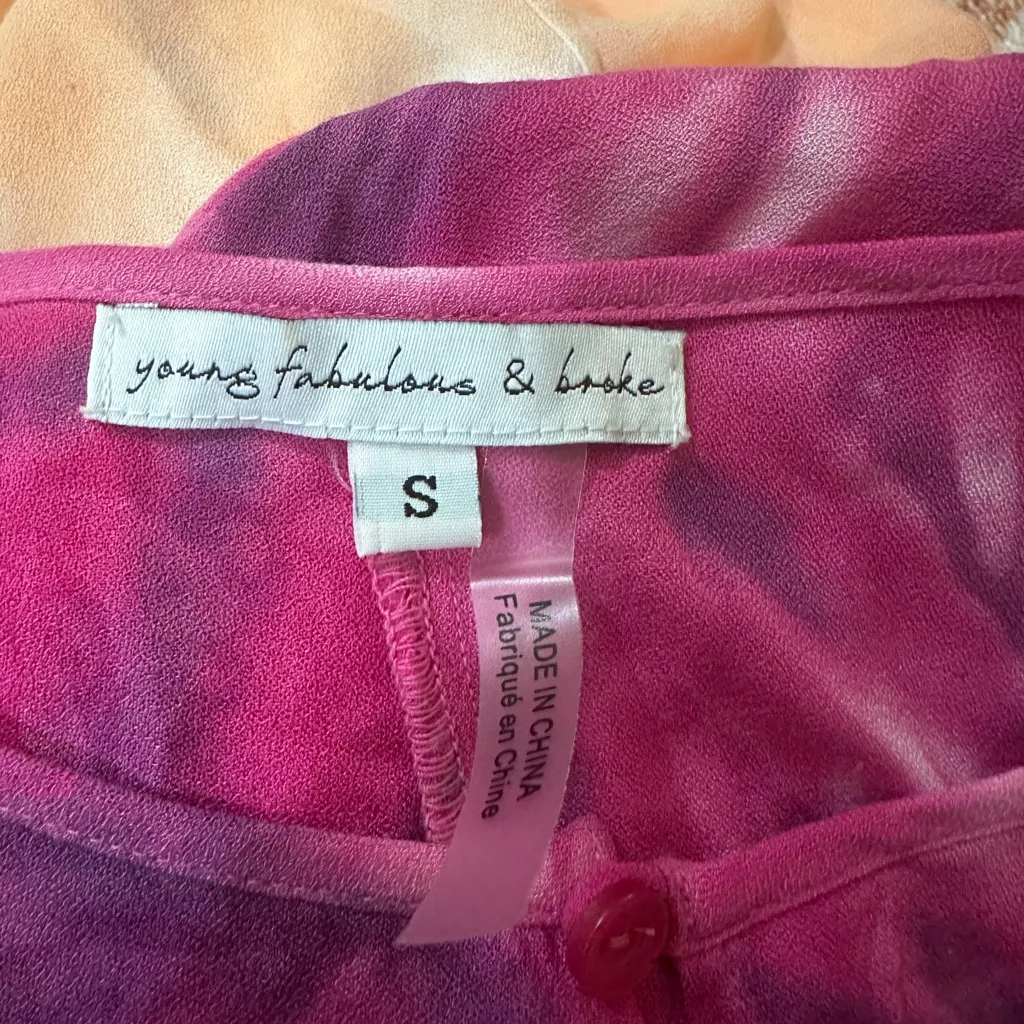 young fabulous & broke
S
MADE IN CHINA
Fabriqué en Chine